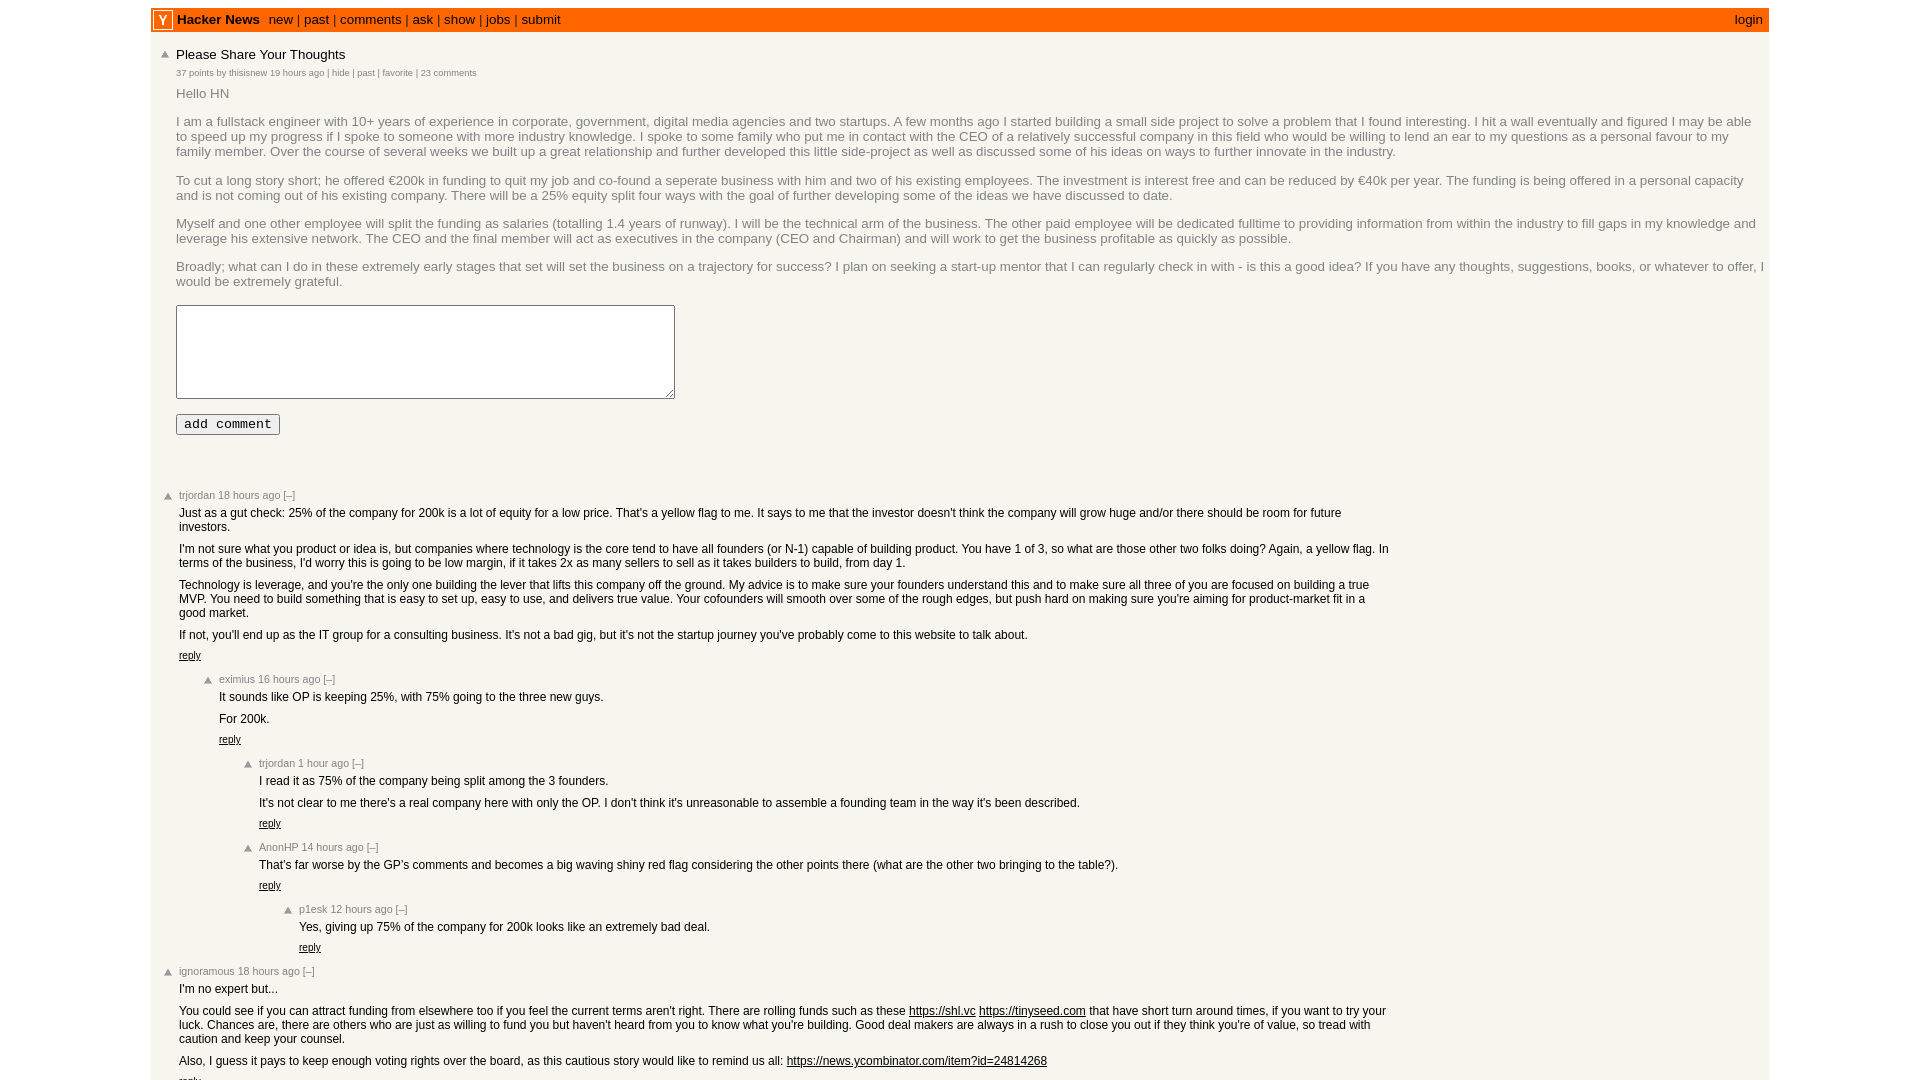 Y Hacker News new | past | comments | ask | show | jobs | submit login
Please Share Your Thoughts
37 points by thisisnew 19 hours ago | hide | past | favorite | 23 comments
Hello HN
I am a fullstack engineer with 10+ years of experience in corporate, government, digital media agencies and two startups. A few months ago I started building a small side project to solve a problem that I found interesting. I hit a wall eventually and figured I may be able
to speed up my progress if I spoke to someone with more industry knowledge. I spoke to some family who put me in contact with the CEO of a relatively successful company in this field who would be willing to lend an ear to my questions as a personal favour to my
family member. Over the course of several weeks we built up a great relationship and further developed this little side-project as well as discussed some of his ideas on ways to further innovate in the industry.
To cut a long story short; he offered €200k in funding to quit my job and co-found a seperate business with him and two of his existing employees. The investment is interest free and can be reduced by €40k per year. The funding is being offered in a personal capacity
and is not coming out of his existing company. There will be a 25% equity split four ways with the goal of further developing some of the ideas we have discussed to date.
Myself and one other employee will split the funding as salaries (totalling 1.4 years of runway). I will be the technical arm of the business. The other paid employee will be dedicated fulltime to providing information from within the industry to fill gaps in my knowledge and
leverage his extensive network. The CEO and the final member will act as executives in the company (CEO and Chairman) and will work to get the business profitable as quickly as possible.
Broadly; what can I do in these extremely early stages that set will set the business on a trajectory for success? I plan on seeking a start-up mentor that I can regularly check in with - is this a good idea? If you have any thoughts, suggestions, books, or whatever to offer, I
would be extremely grateful.
add comment
trjordan 18 hours ago [–]
Just as a gut check: 25% of the company for 200k is a lot of equity for a low price. That's a yellow flag to me. It says to me that the investor doesn't think the company will grow huge and/or there should be room for future
investors.
I'm not sure what you product or idea is, but companies where technology is the core tend to have all founders (or N-1) capable of building product. You have 1 of 3, so what are those other two folks doing? Again, a yellow flag. In
terms of the business, I'd worry this is going to be low margin, if it takes 2x as many sellers to sell as it takes builders to build, from day 1.
Technology is leverage, and you're the only one building the lever that lifts this company off the ground. My advice is to make sure your founders understand this and to make sure all three of you are focused on building a true
MVP. You need to build something that is easy to set up, easy to use, and delivers true value. Your cofounders will smooth over some of the rough edges, but push hard on making sure you're aiming for product-market fit in a
good market.
If not, you'll end up as the IT group for a consulting business. It's not a bad gig, but it's not the startup journey you've probably come to this website to talk about.
reply
eximius 16 hours ago [–]
It sounds like OP is keeping 25%, with 75% going to the three new guys.
For 200k.
reply
trjordan 1 hour ago [–]
I read it as 75% of the company being split among the 3 founders.
It's not clear to me there's a real company here with only the OP. I don't think it's unreasonable to assemble a founding team in the way it's been described.
reply
AnonHP 14 hours ago [–]
That's far worse by the GP's comments and becomes a big waving shiny red flag considering the other points there (what are the other two bringing to the table?).
reply
p1esk 12 hours ago [–]
Yes, giving up 75% of the company for 200k looks like an extremely bad deal.
reply
ignoramous 18 hours ago [–]
I'm no expert but...
You could see if you can attract funding from elsewhere too if you feel the current terms aren't right. There are rolling funds such as these https://shl.vc https://tinyseed.com that have short turn around times, if you want to try your
luck. Chances are, there are others who are just as willing to fund you but haven't heard from you to know what you're building. Good deal makers are always in a rush to close you out if they think you're of value, so tread with
caution and keep your counsel.
Also, I guess it pays to keep enough voting rights over the board, as this cautious story would like to remind us all: https://news.ycombinator.com/item?id=24814268